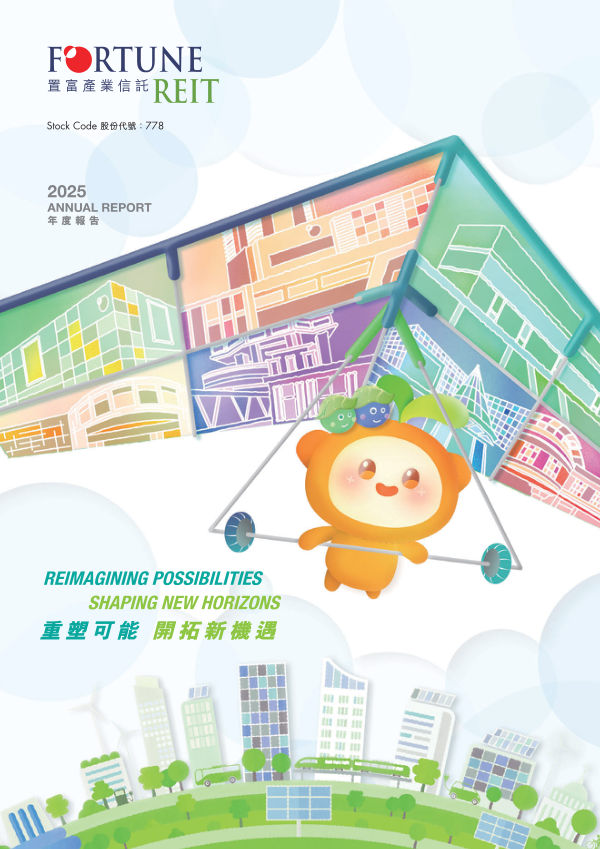 FORTUNE
置富產業信託 REIT
Stock Code 股份代號：778
2025
ANNUAL REPORT
年度報告
REIMAGINING POSSIBILITIES
SHAPING NEW HORIZONS
重塑可能 開拓新機遇